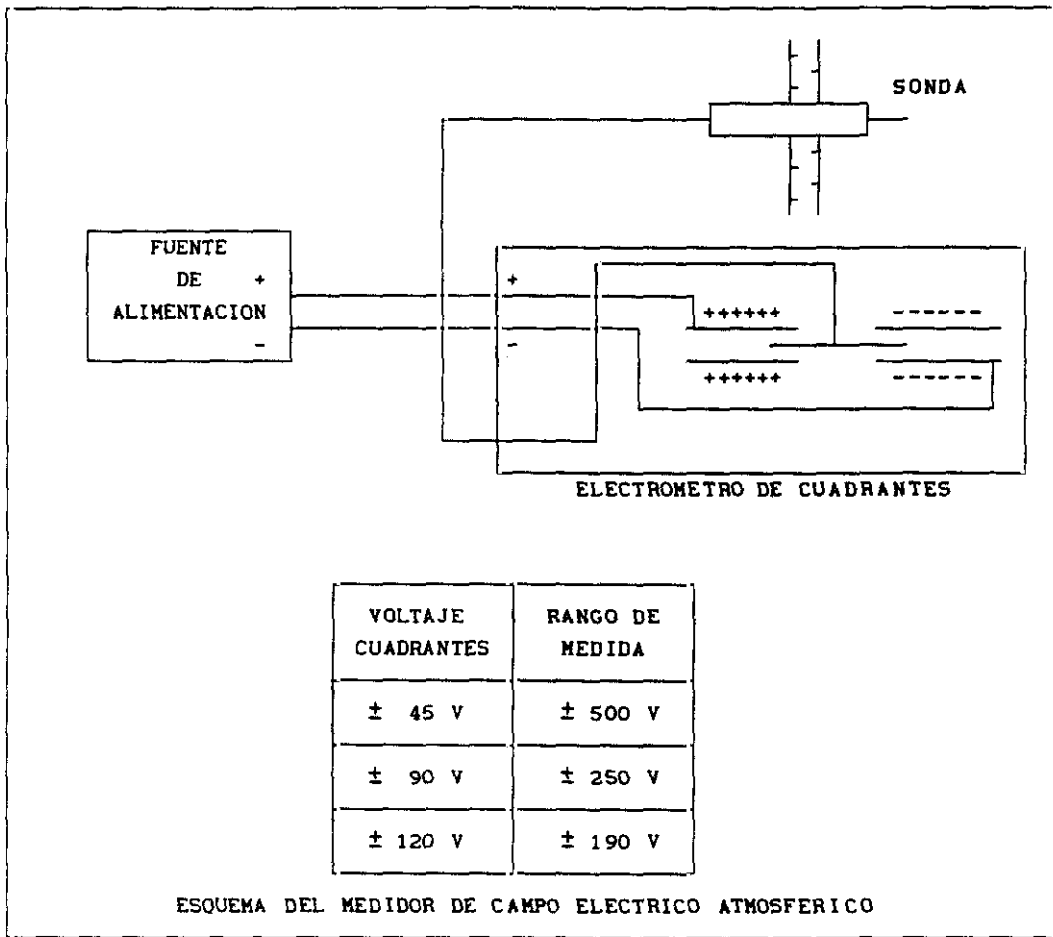 SONDA
FUENTE
DE +
ALIMENTACION
-
+
-
++++++ ------
++++++ ------
ELECTROMETRO DE CUADRANTES
VOLTAJE CUADRANTES RANGO DE MEDIDA
± 45 V ± 500 V
± 90 V ± 250 V
± 120 V ± 190 V
ESQUEMA DEL MEDIDOR DE CAMPO ELECTRICO ATMOSFERICO